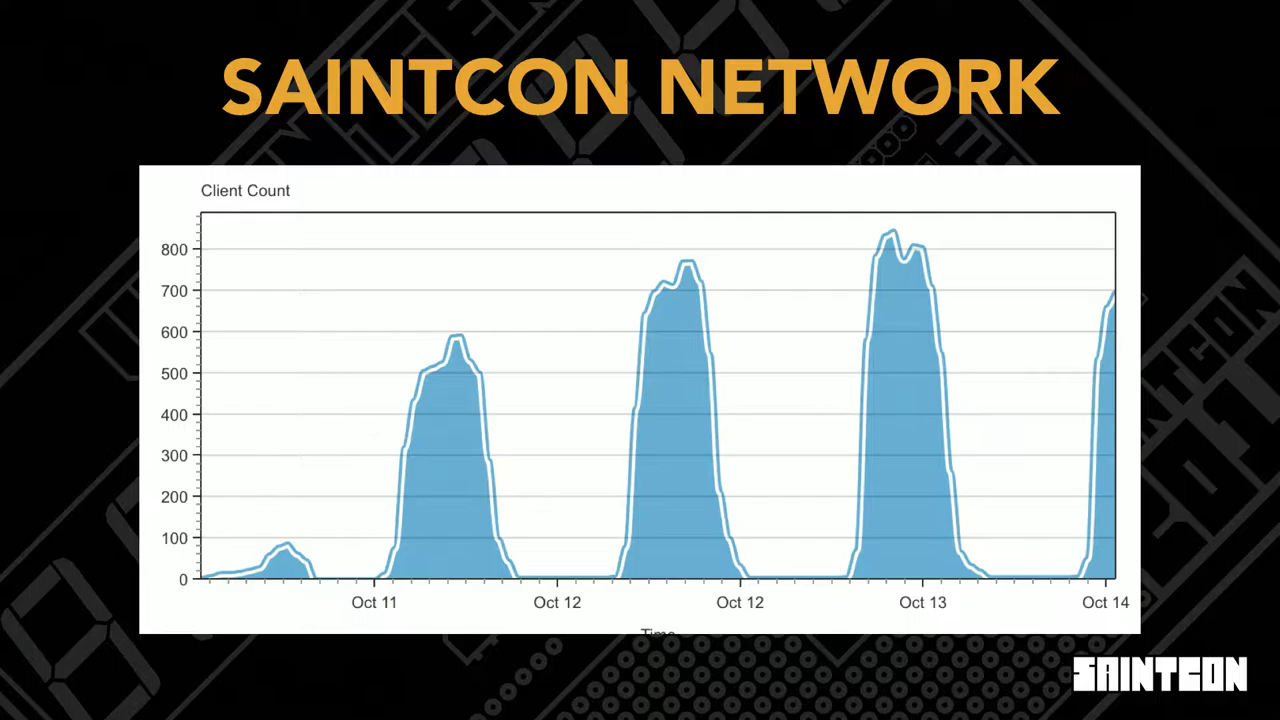 SAINTCON NETWORK
Client Count
800
700
600
500
400
300
200
100
0
Oct 11
Oct 12
Oct 12
Oct 13
Oct 14
Time
SAINTCON